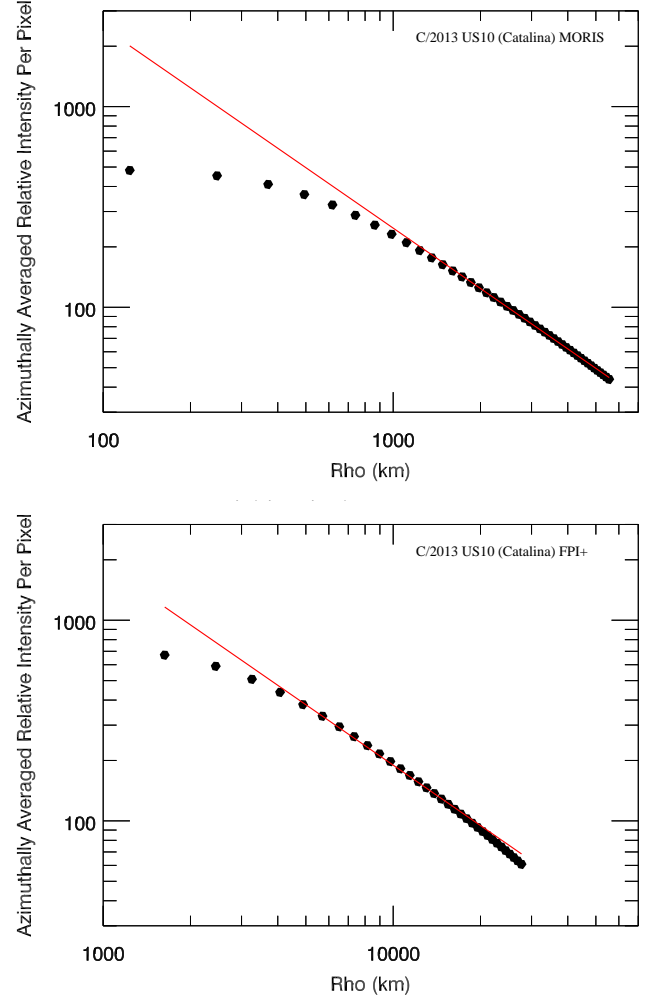 C/2013 US10 (Catalina) MORIS
Azimuthally Averaged Relative Intensity Per Pixel
1000
100
100
1000
Rho (km)
C/2013 US10 (Catalina) FPI+
Azimuthally Averaged Relative Intensity Per Pixel
1000
100
1000
10000
Rho (km)